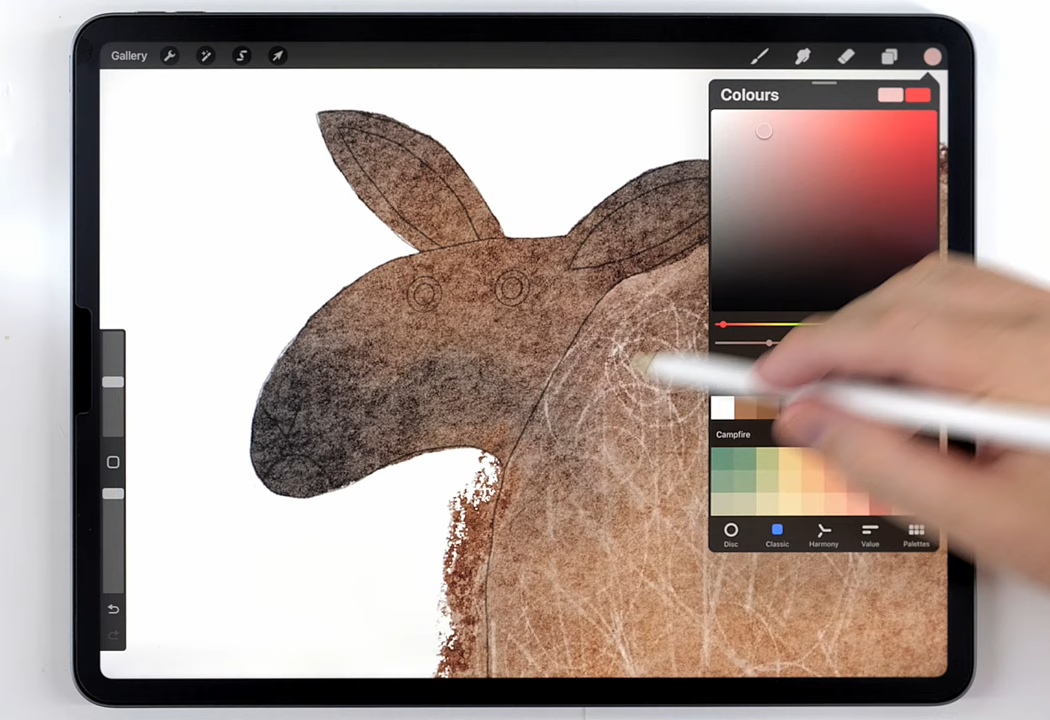 Gallery
Colours
Campfire
Disc
Classic
Harmony
Value
Palettes